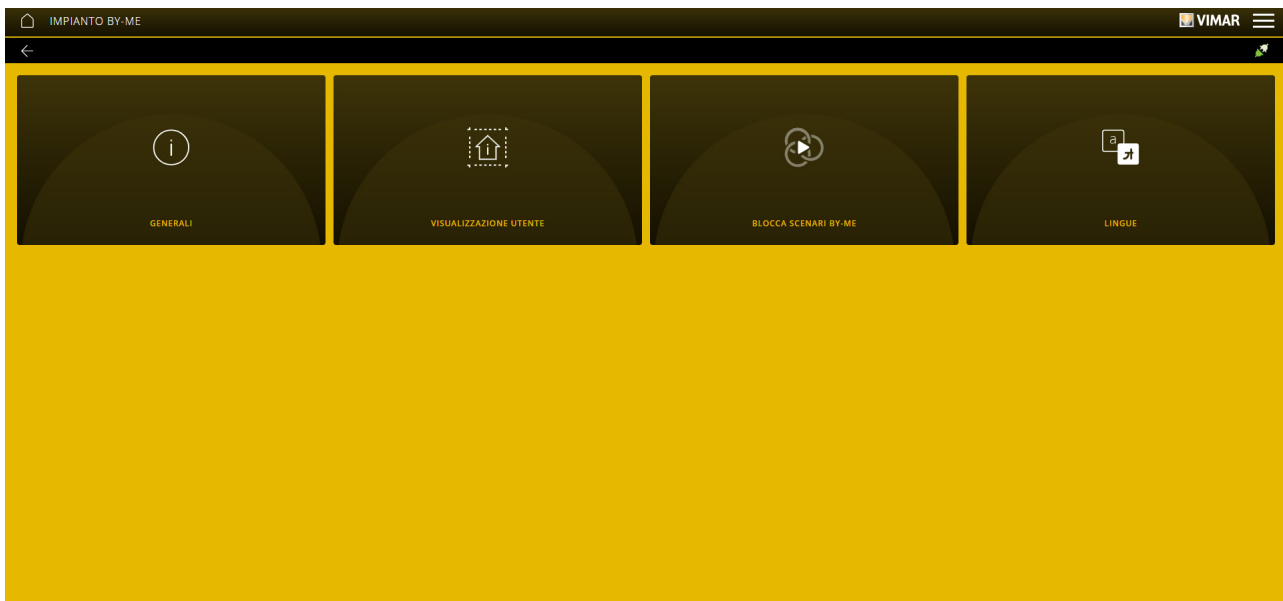 IMPIANTO BY-ME
VIMAR
GENERALI
VISUALIZZAZIONE UTENTE
BLOCCA SCENARI BY-ME
LINGUE